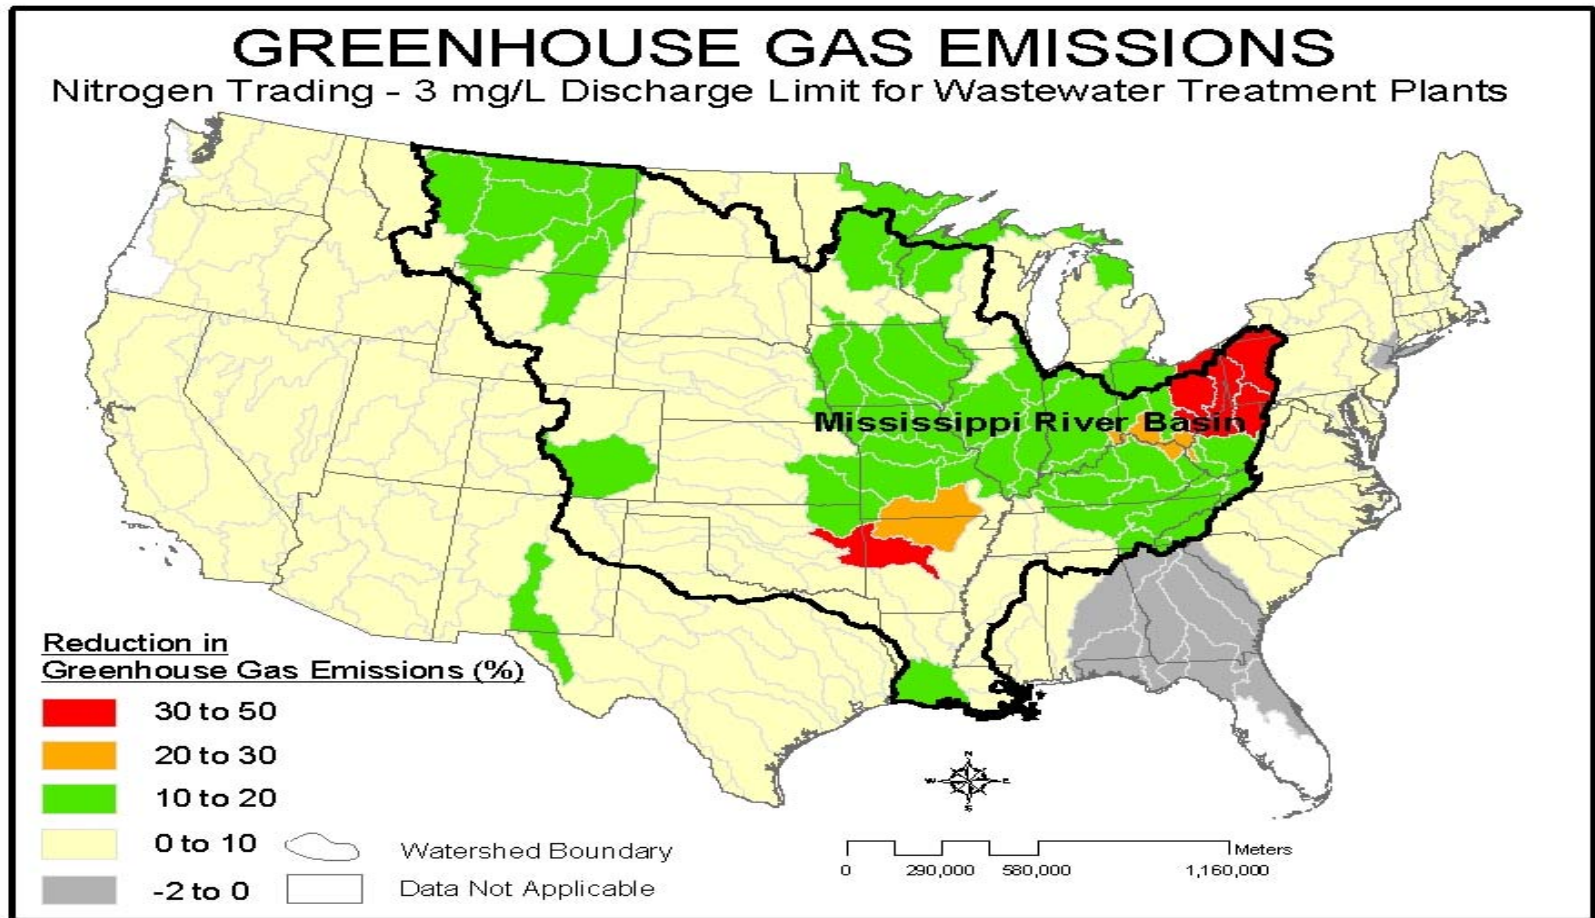 GREENHOUSE GAS EMISSIONS
Nitrogen Trading - 3 mg/L Discharge Limit for Wastewater Treatment Plants
Mississippi River Basin
Reduction in
Greenhouse Gas Emissions (%)
30 to 50
20 to 30
10 to 20
0 to 10
-2 to 0
Watershed Boundary
Data Not Applicable
N
W E
S
Meters
0 290,000 580,000 1,160,000